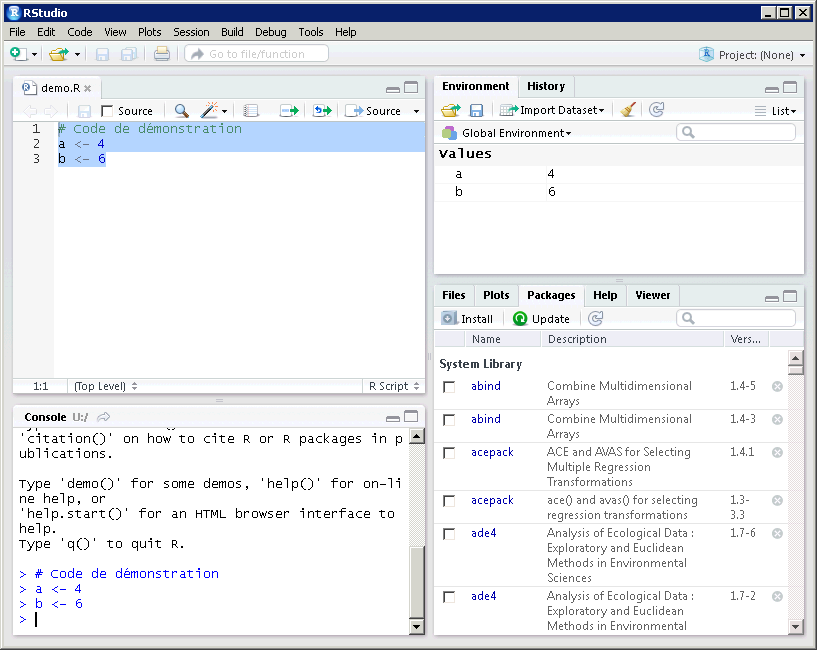 RStudio
File Edit Code View Plots Session Build Debug Tools Help
Go to file/function
Project: (None)
demo.R
Source
Source
1 # Code de démonstration
2 a <- 4
3 b <- 6
1:1 (Top Level) R Script
Console U:/
'citation()' on how to cite R or R packages in p
ublications.
Type 'demo()' for some demos, 'help()' for on-li
ne help, or
'help.start()' for an HTML browser interface to
help.
Type 'q()' to quit R.
> # Code de démonstration
> a <- 4
> b <- 6
>
Environment History
Import Dataset
List
Global Environment
Values
a 4
b 6
Files Plots Packages Help Viewer
Install Update
Name Description Vers...
System Library
abind Combine Multidimensional 1.4-5
Arrays
abind Combine Multidimensional 1.4-3
Arrays
acepack ACE and AVAS for Selecting 1.4.1
Multiple Regression
Transformations
acepack ace() and avas() for selecting 1.3-
regression transformations 3.3
ade4 Analysis of Ecological Data : 1.7-6
Exploratory and Euclidean
Methods in Environmental
Sciences
ade4 Analysis of Ecological Data : 1.7-2
Exploratory and Euclidean
Methods in Environmental